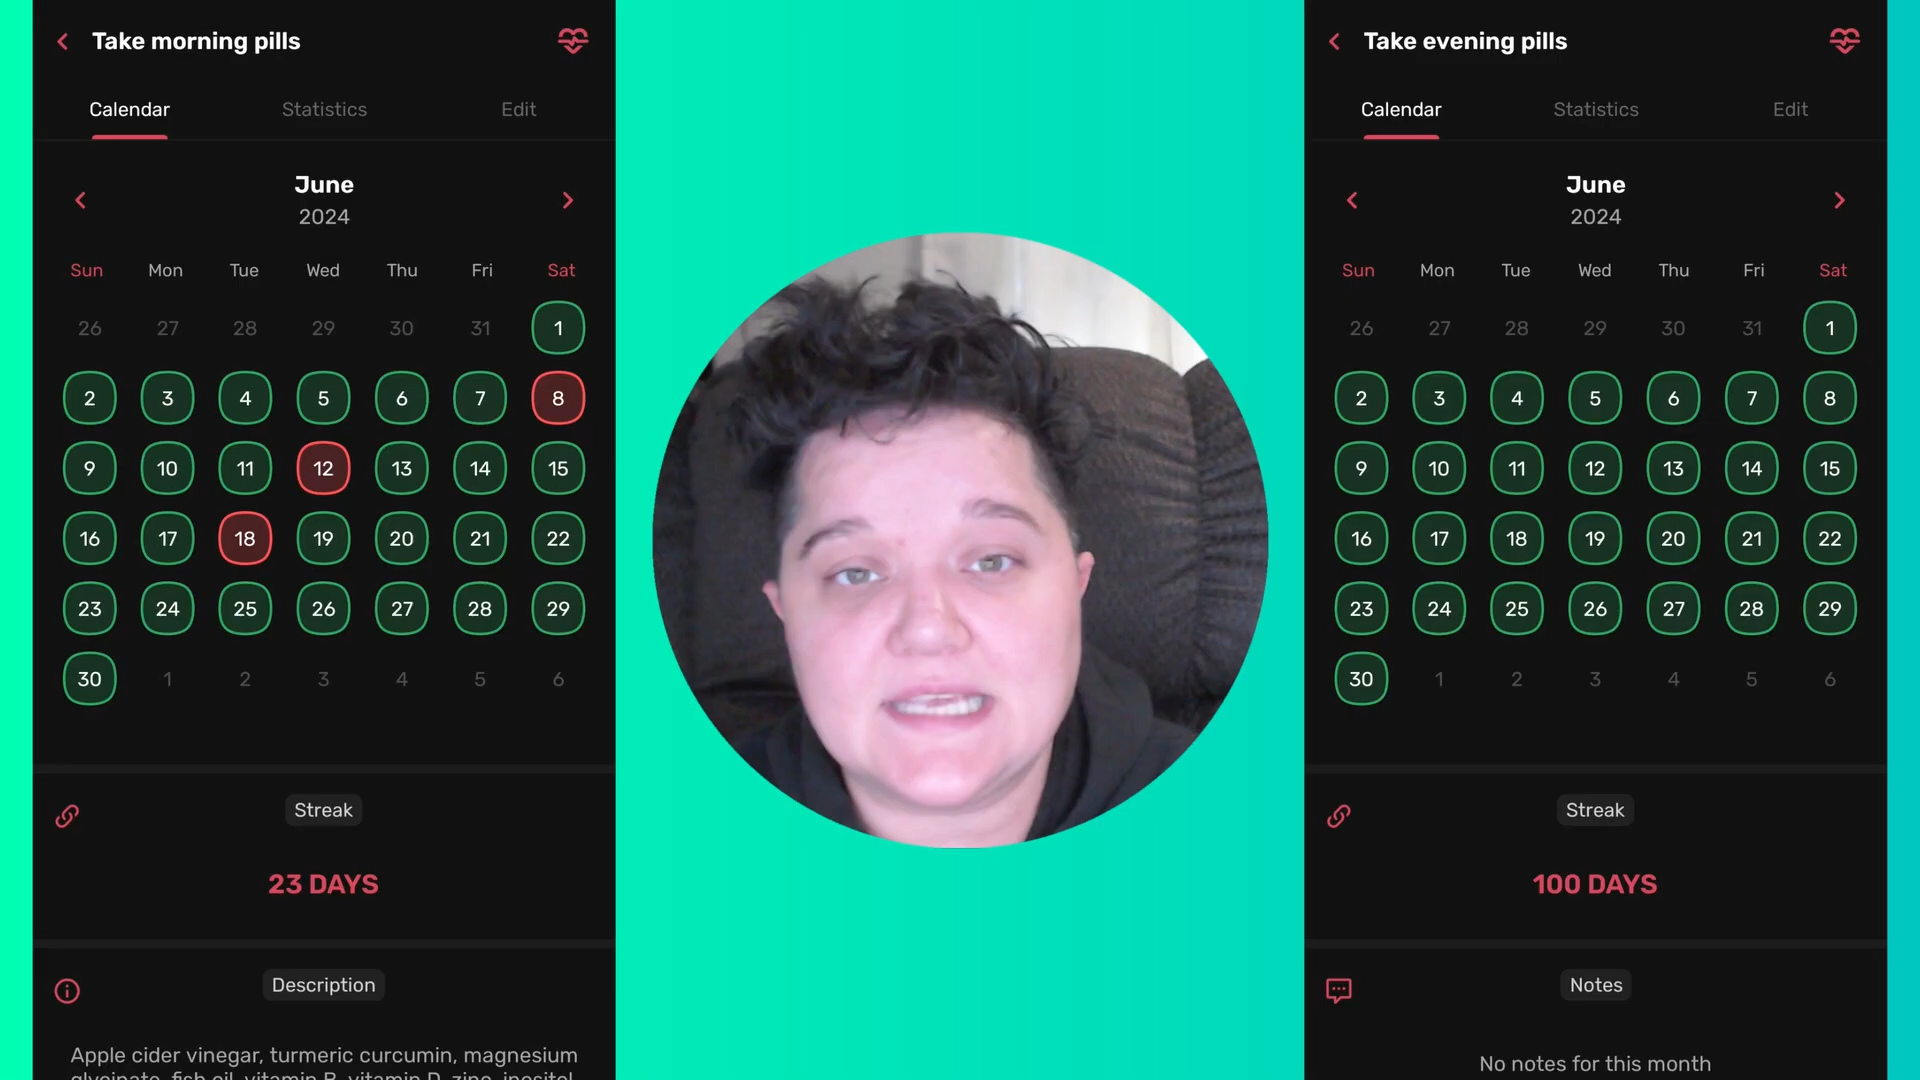 Take morning pills
Calendar Statistics Edit
June
2024
Sun Mon Tue Wed Thu Fri Sat
26 27 28 29 30 31 1
2 3 4 5 6 7 8
9 10 11 12 13 14 15
16 17 18 19 20 21 22
23 24 25 26 27 28 29
30 1 2 3 4 5 6
Streak
23 DAYS
Description
Apple cider vinegar, turmeric curcumin, magnesium
glycinate, fish oil, vitamin B, vitamin D, zinc, inositol
Take evening pills
Calendar Statistics Edit
June
2024
Sun Mon Tue Wed Thu Fri Sat
26 27 28 29 30 31 1
2 3 4 5 6 7 8
9 10 11 12 13 14 15
16 17 18 19 20 21 22
23 24 25 26 27 28 29
30 1 2 3 4 5 6
Streak
100 DAYS
Notes
No notes for this month